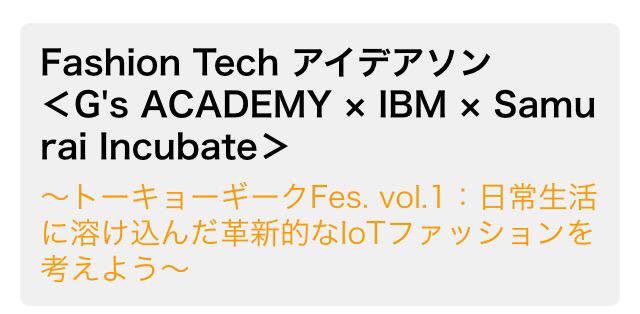 Fashion Tech アイデアソン
＜G's ACADEMY × IBM × Samu
rai Incubate＞
〜トーキョーギークFes. vol.1：日常生活
に溶け込んだ革新的なIoTファッションを
考えよう〜